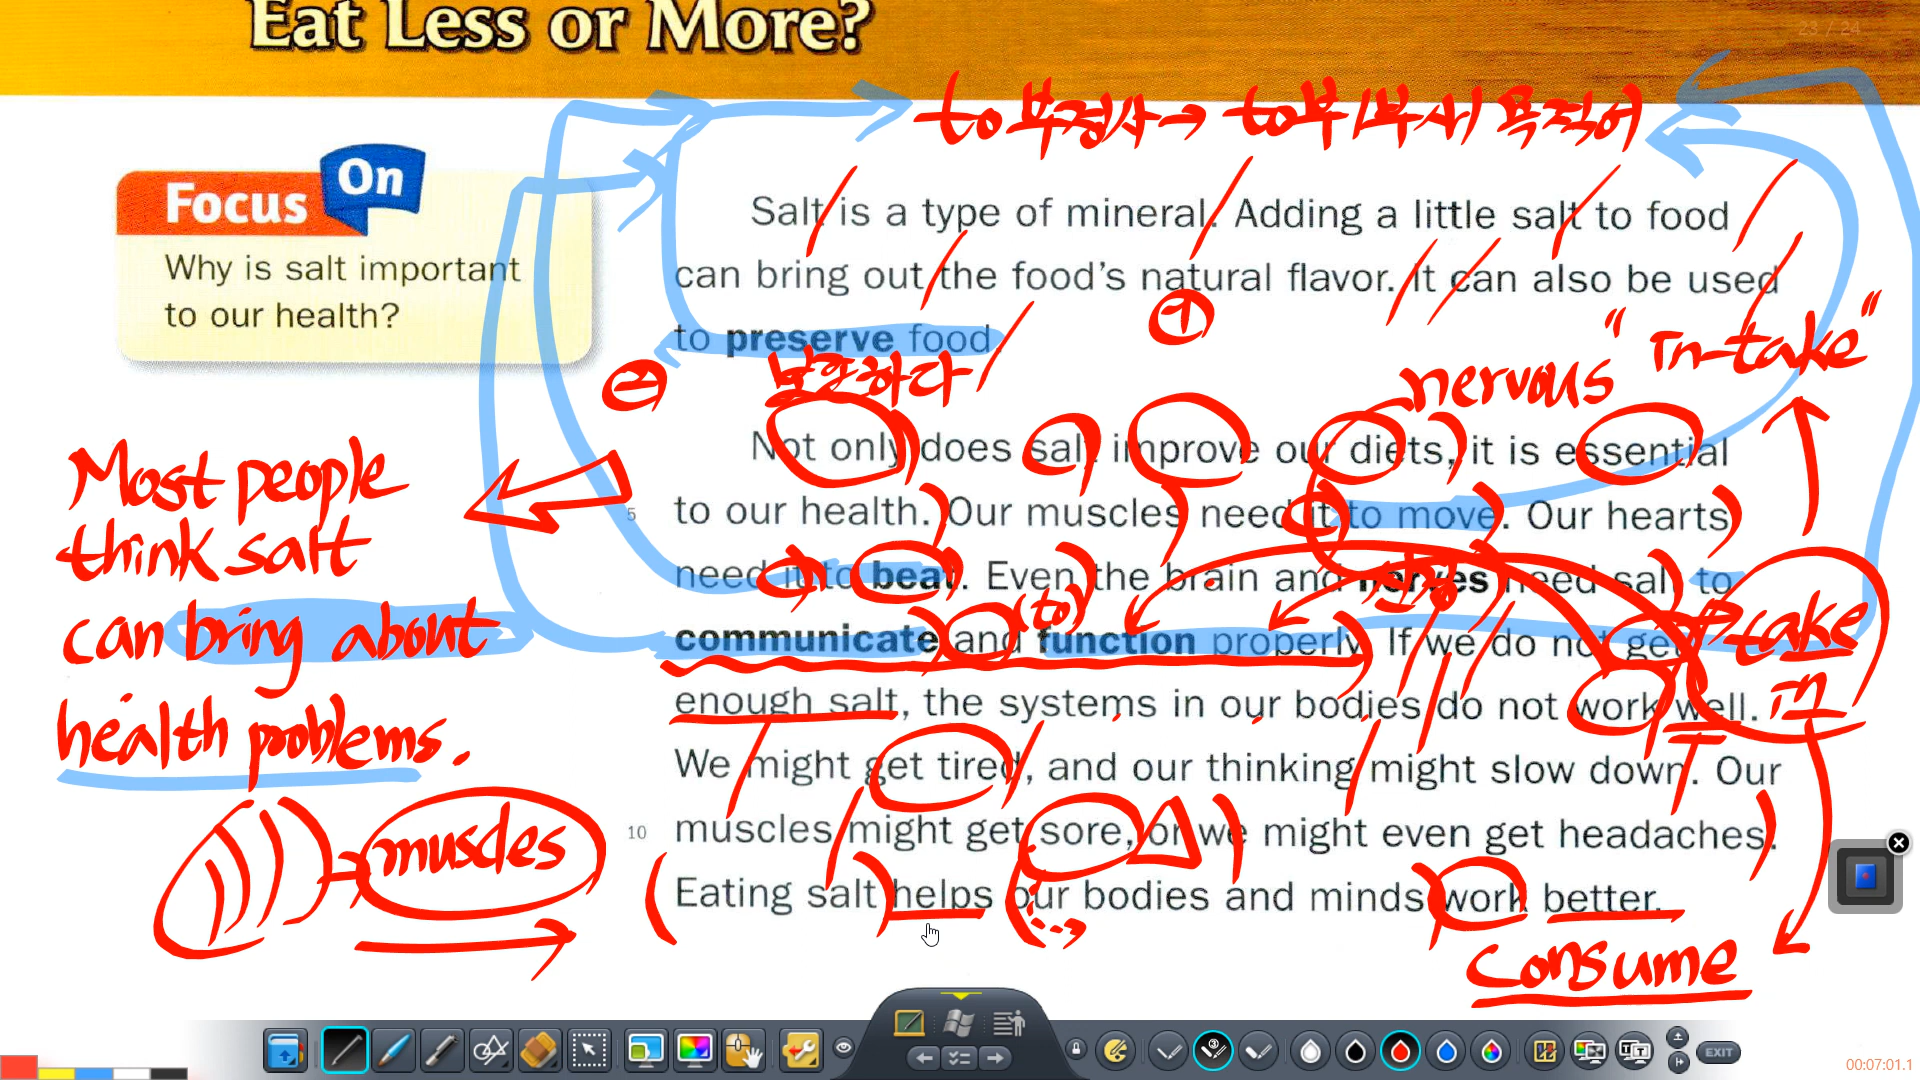 Eat Less or More?
23 / 24
to부정사→ to부(부사) 목적어
Focus On
Why is salt important
to our health?
Salt is a type of mineral. Adding a little salt to food
can bring out the food's natural flavor. It can also be used
to preserve food
보존하다
①
②
nervous
"In-take"
Not only does salt improve our diets, it is essential
5 to our health. Our muscles need it to move. Our hearts
need it to beat. Even the brain and nerves need salt to
(to)
communicate and function properly. If we do not get
take
in
enough salt, the systems in our bodies do not work well.
We might get tired, and our thinking might slow down. Our
10 muscles might get sore, or we might even get headaches.
Eating salt helps our bodies and minds work better.
consume
Most people
think salt
can bring about
health problems.
muscles
EXIT
00:07:01.1